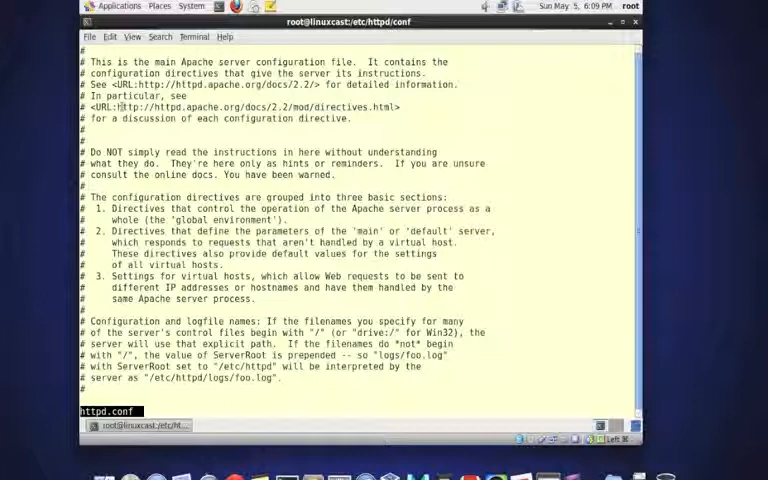 Applications Places System Sun May 5, 6:09 PM root
root@linuxcast:/etc/httpd/conf
File Edit View Search Terminal Help
#
# This is the main Apache server configuration file. It contains the
# configuration directives that give the server its instructions.
# See <URL:http://httpd.apache.org/docs/2.2/> for detailed information.
# In particular, see
# <URL:http://httpd.apache.org/docs/2.2/mod/directives.html>
# for a discussion of each configuration directive.
#
#
# Do NOT simply read the instructions in here without understanding
# what they do. They're here only as hints or reminders. If you are unsure
# consult the online docs. You have been warned.
#
# The configuration directives are grouped into three basic sections:
# 1. Directives that control the operation of the Apache server process as a
# whole (the 'global environment').
# 2. Directives that define the parameters of the 'main' or 'default' server,
# which responds to requests that aren't handled by a virtual host.
# These directives also provide default values for the settings
# of all virtual hosts.
# 3. Settings for virtual hosts, which allow Web requests to be sent to
# different IP addresses or hostnames and have them handled by the
# same Apache server process.
#
# Configuration and logfile names: If the filenames you specify for many
# of the server's control files begin with "/" (or "drive:/" for Win32), the
# server will use that explicit path. If the filenames do *not* begin
# with "/", the value of ServerRoot is prepended -- so "logs/foo.log"
# with ServerRoot set to "/etc/httpd" will be interpreted by the
# server as "/etc/httpd/logs/foo.log".
#
httpd.conf
root@linuxcast:/etc/ht...
Left ⌘